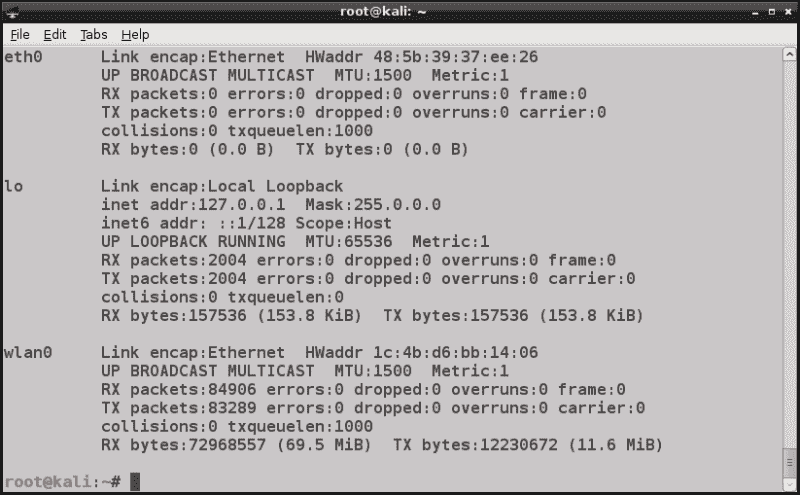 root@kali: ~
File Edit Tabs Help
eth0      Link encap:Ethernet  HWaddr 48:5b:39:37:ee:26
          UP BROADCAST MULTICAST  MTU:1500  Metric:1
          RX packets:0 errors:0 dropped:0 overruns:0 frame:0
          TX packets:0 errors:0 dropped:0 overruns:0 carrier:0
          collisions:0 txqueuelen:1000
          RX bytes:0 (0.0 B)  TX bytes:0 (0.0 B)

lo        Link encap:Local Loopback
          inet addr:127.0.0.1  Mask:255.0.0.0
          inet6 addr: ::1/128 Scope:Host
          UP LOOPBACK RUNNING  MTU:65536  Metric:1
          RX packets:2004 errors:0 dropped:0 overruns:0 frame:0
          TX packets:2004 errors:0 dropped:0 overruns:0 carrier:0
          collisions:0 txqueuelen:0
          RX bytes:157536 (153.8 KiB)  TX bytes:157536 (153.8 KiB)

wlan0     Link encap:Ethernet  HWaddr 1c:4b:d6:bb:14:06
          UP BROADCAST MULTICAST  MTU:1500  Metric:1
          RX packets:84906 errors:0 dropped:0 overruns:0 frame:0
          TX packets:83289 errors:0 dropped:0 overruns:0 carrier:0
          collisions:0 txqueuelen:1000
          RX bytes:72968557 (69.5 MiB)  TX bytes:12230672 (11.6 MiB)

root@kali:~#